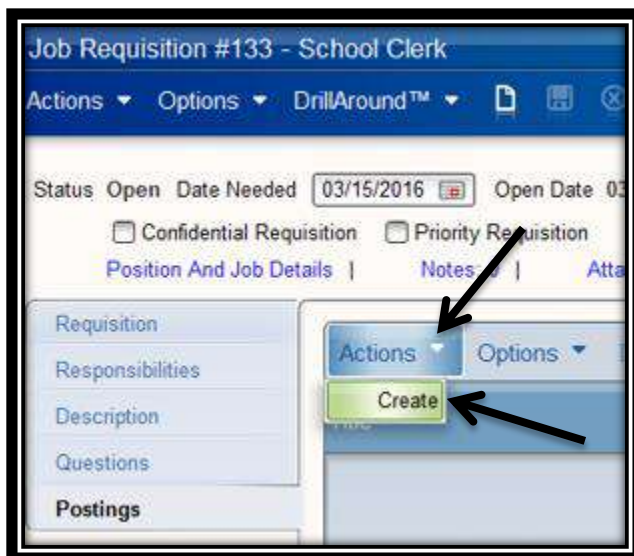 Job Requisition #133 - School Clerk
Actions Options DrillAround™
Status Open Date Needed 03/15/2016 Open Date
Confidential Requisition Priority Requisition
Position And Job Details | Notes |
Requisition
Responsibilities
Description
Questions
Postings
Actions Options
Create